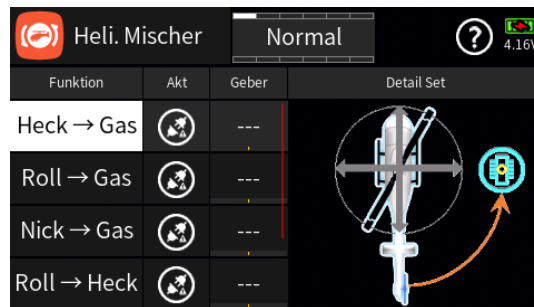 Heli. Mischer
Normal
?
4.16V
Funktion Akt Geber Detail Set
Heck → Gas ---
Roll → Gas ---
Nick → Gas ---
Roll → Heck ---